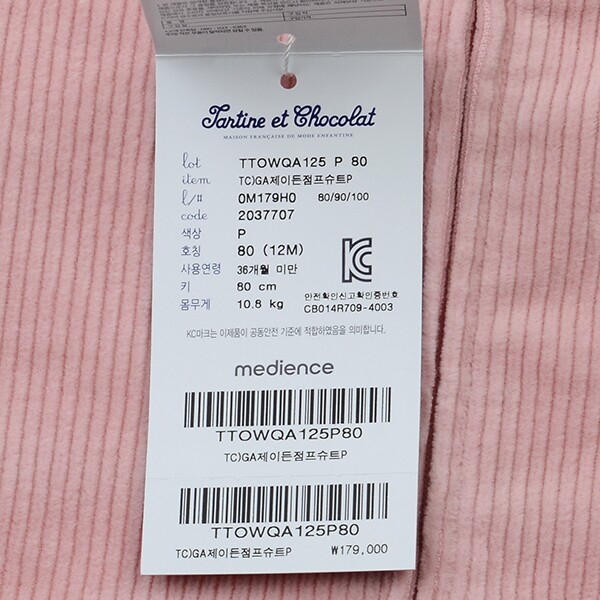 Tartine et Chocolat
MAISON FRANÇAISE DE MODE ENFANTINE
lot TTOWQA125 P 80
item TC)GA제이든점프슈트P
l/# 0M179H0 80/90/100
code 2037707
색상 P
호칭 80 (12M)
사용연령 36개월 미만
키 80 cm
몸무게 10.8 kg
안전확인신고확인증번호
CB014R709-4003
KC마크는 이제품이 공통안전 기준에 적합하였음을 의미합니다.
medience
TTOWQA125P80
TC)GA제이든점프슈트P
TTOWQA125P80
TC)GA제이든점프슈트P ₩179,000